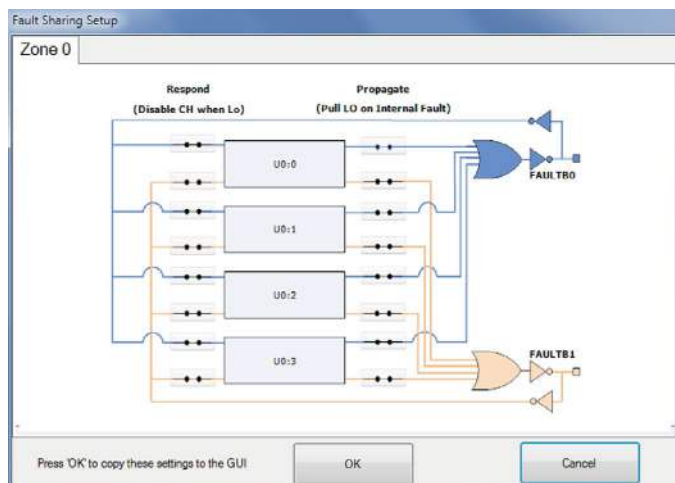 Fault Sharing Setup
Zone 0
Respond
(Disable CH when Lo)
Propagate
(Pull LO on Internal Fault)
U0:0
FAULTB0
U0:1
U0:2
U0:3
FAULTB1
Press 'OK' to copy these settings to the GUI
OK
Cancel